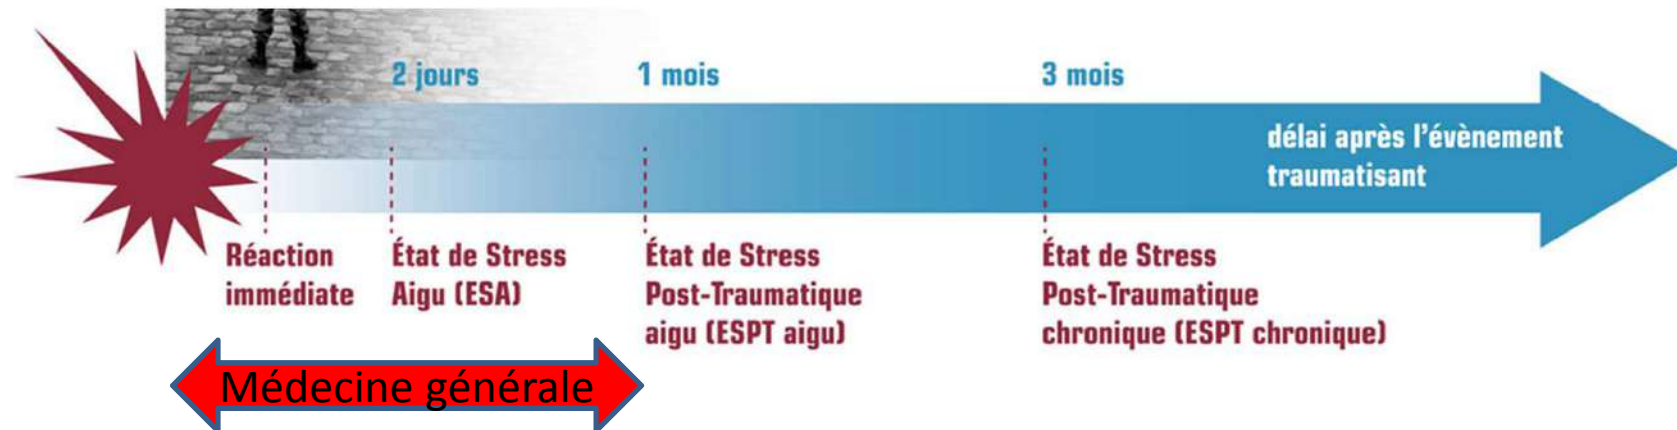 2 jours
1 mois
3 mois
délai après l'évènement
traumatisant
Réaction
immédiate
État de Stress
Aigu (ESA)
État de Stress
Post-Traumatique
aigu (ESPT aigu)
État de Stress
Post-Traumatique
chronique (ESPT chronique)
Médecine générale